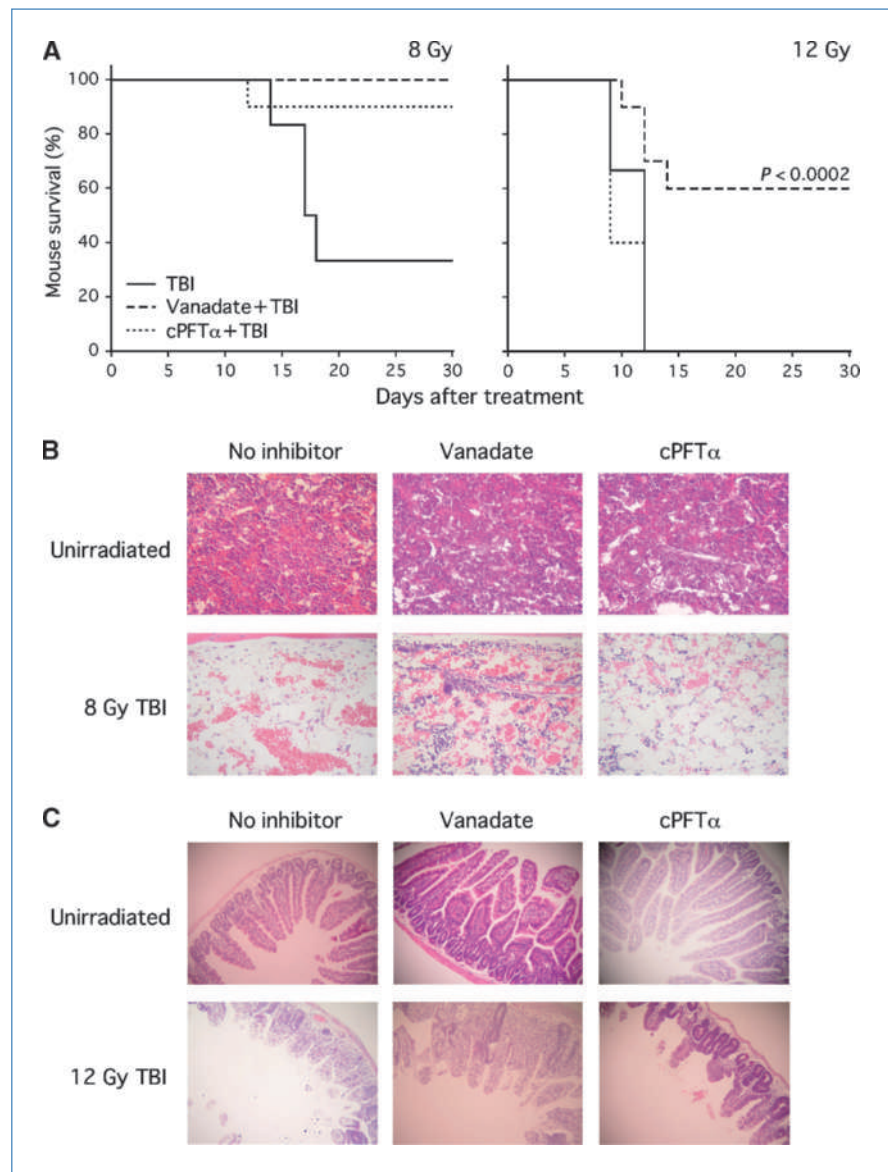 A
8 Gy
12 Gy
Mouse survival (%)
100
80
60
40
20
0
P < 0.0002
TBI
Vanadate+TBI
cPFTα+TBI
0 5 10 15 20 25 30
0 5 10 15 20 25 30
Days after treatment
B
No inhibitor Vanadate cPFTα
Unirradiated
8 Gy TBI
C
No inhibitor Vanadate cPFTα
Unirradiated
12 Gy TBI